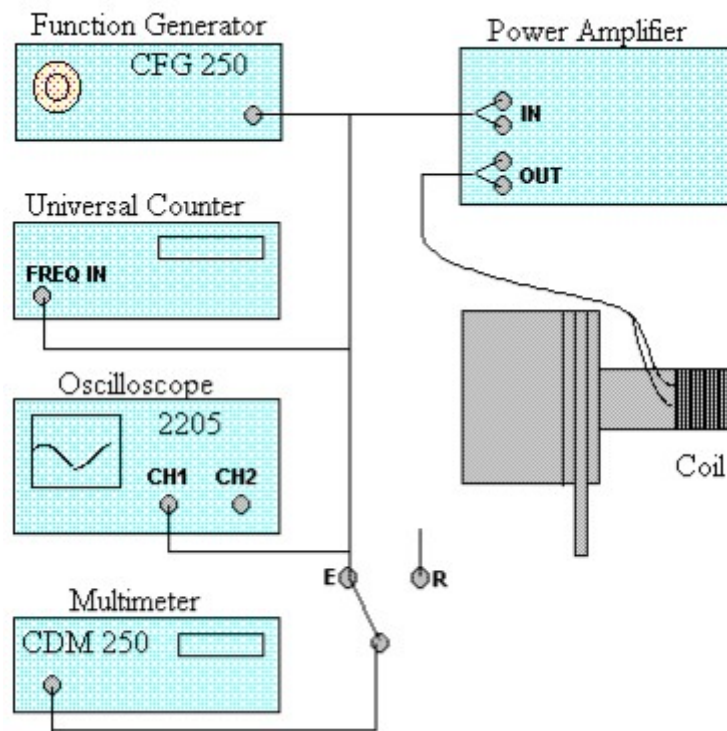 Function Generator
CFG 250
Power Amplifier
IN
OUT
Universal Counter
FREQ IN
Oscilloscope
2205
CH1 CH2
Coil
E R
Multimeter
CDM 250